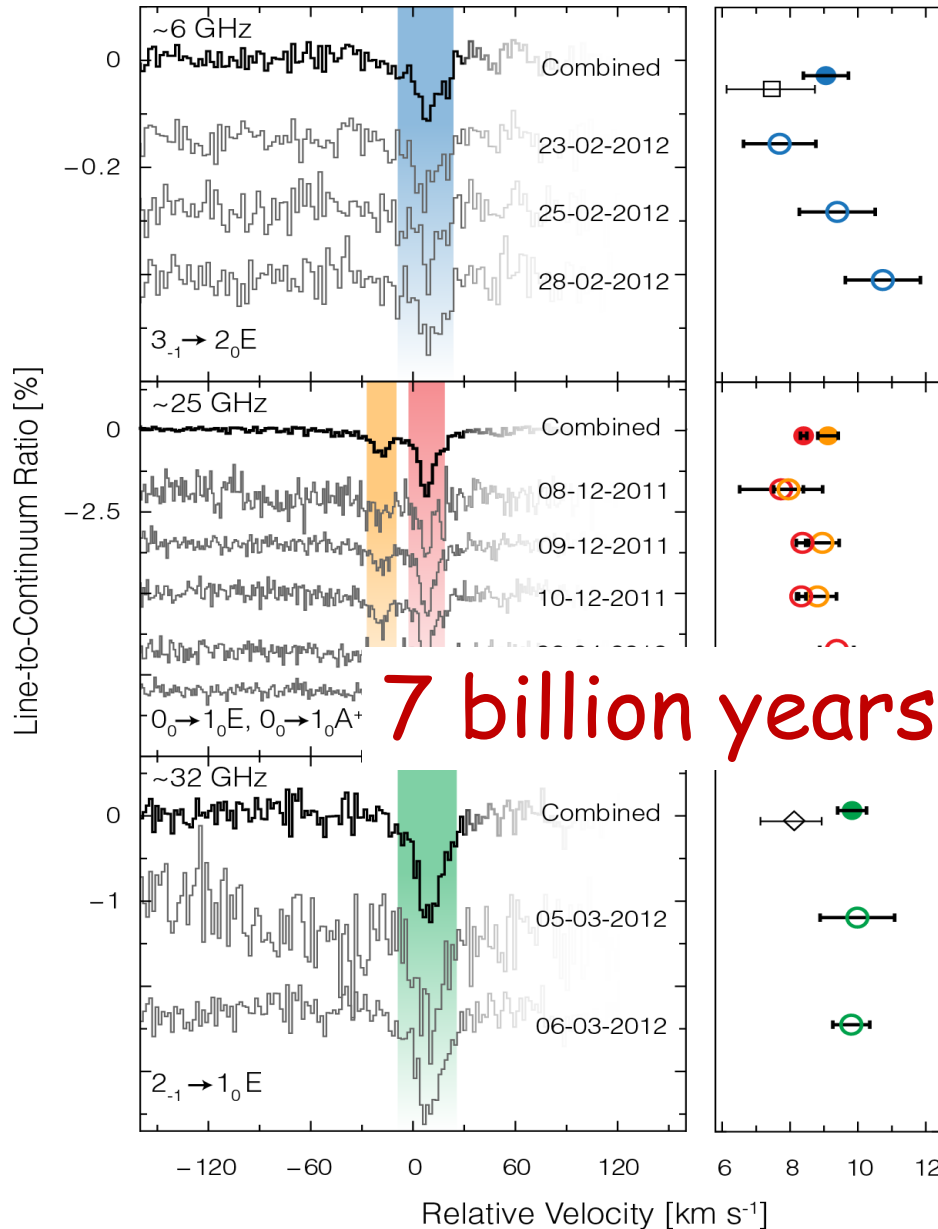 ~6 GHz
0
Combined
23-02-2012
−0.2
25-02-2012
28-02-2012
3₋₁→2₀E
Line-to-Continuum Ratio [%]
~25 GHz
0
Combined
08-12-2011
−2.5
09-12-2011
10-12-2011
0₀→1₀E, 0₀→1₀A⁺
7 billion years
~32 GHz
0
Combined
−1
05-03-2012
06-03-2012
2₋₁→1₀E
−120 −60 0 60 120 6 8 10 12
Relative Velocity [km s⁻¹]